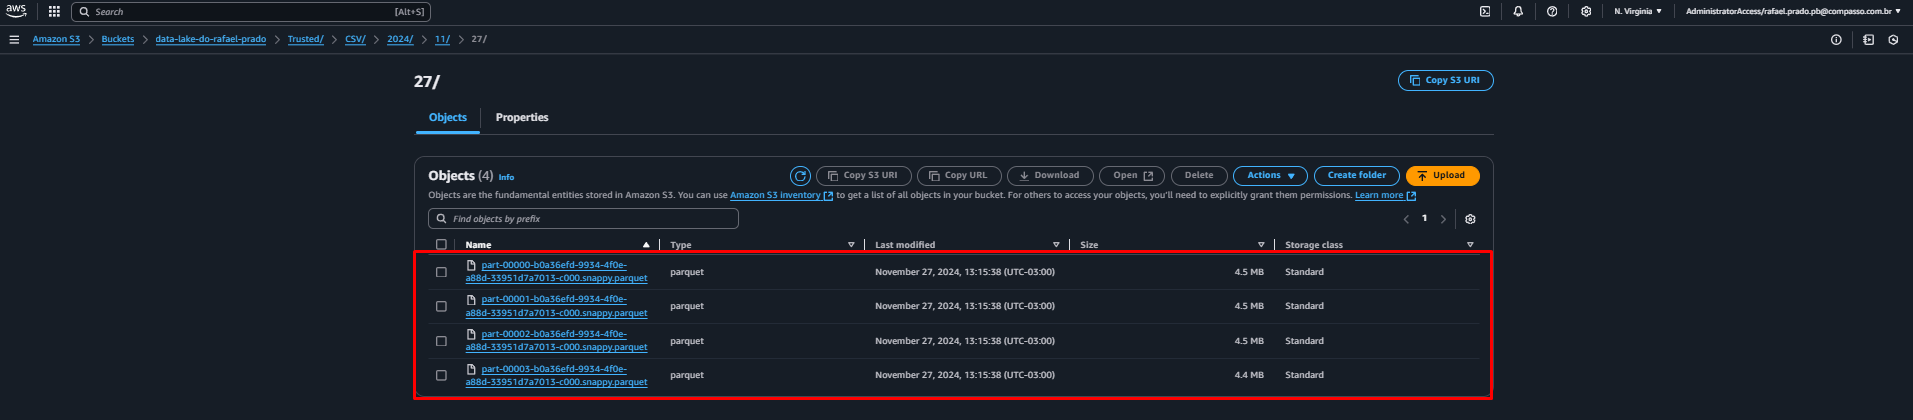 aws Search [Alt+S] N. Virginia AdministratorAccess/rafael.prado.pb@compasso.com.br
Amazon S3 > Buckets > data-lake-do-rafael-prado > Trusted/ > CSV/ > 2024/ > 11/ > 27/
27/ Copy S3 URI
Objects Properties
Objects (4) Info Copy S3 URI Copy URL Download Open Delete Actions Create folder Upload
Objects are the fundamental entities stored in Amazon S3. You can use Amazon S3 inventory to get a list of all objects in your bucket. For others to access your objects, you'll need to explicitly grant them permissions. Learn more
Find objects by prefix < 1 >
Name Type Last modified Size Storage class
part-00000-b0a36efd-9934-4f0e-
a88d-33951d7a7013-c000.snappy.parquet parquet November 27, 2024, 13:15:38 (UTC-03:00) 4.5 MB Standard
part-00001-b0a36efd-9934-4f0e-
a88d-33951d7a7013-c000.snappy.parquet parquet November 27, 2024, 13:15:38 (UTC-03:00) 4.5 MB Standard
part-00002-b0a36efd-9934-4f0e-
a88d-33951d7a7013-c000.snappy.parquet parquet November 27, 2024, 13:15:38 (UTC-03:00) 4.5 MB Standard
part-00003-b0a36efd-9934-4f0e-
a88d-33951d7a7013-c000.snappy.parquet parquet November 27, 2024, 13:15:38 (UTC-03:00) 4.4 MB Standard